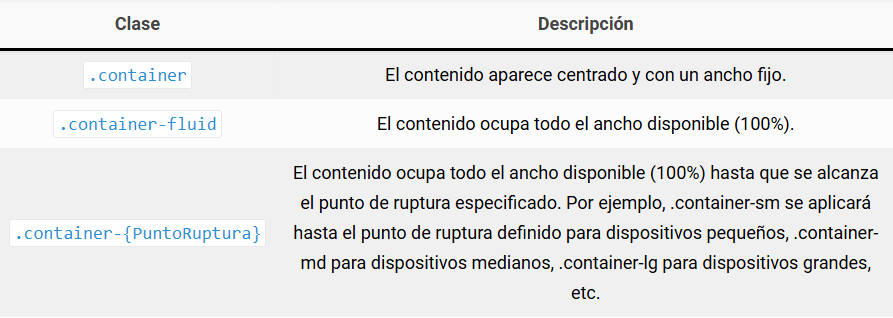 Clase Descripción
.container El contenido aparece centrado y con un ancho fijo.
.container-fluid El contenido ocupa todo el ancho disponible (100%).
El contenido ocupa todo el ancho disponible (100%) hasta que se alcanza
el punto de ruptura especificado. Por ejemplo, .container-sm se aplicará
.container-{PuntoRuptura} hasta el punto de ruptura definido para dispositivos pequeños, .container-
md para dispositivos medianos, .container-lg para dispositivos grandes,
etc.